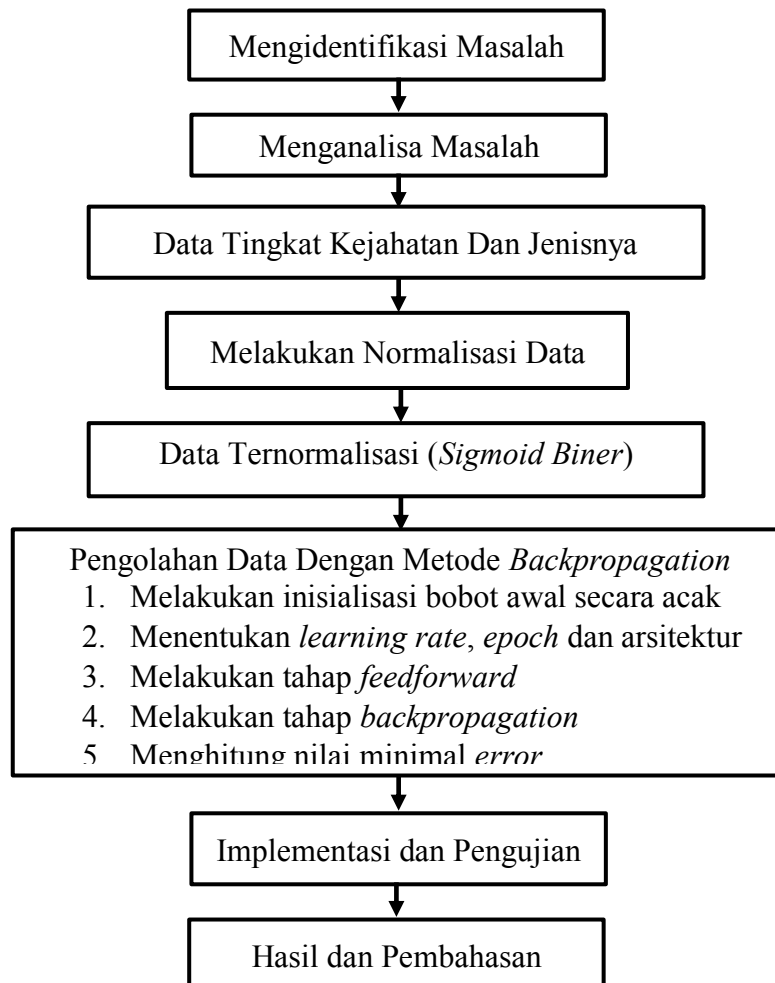 Mengidentifikasi Masalah
Menganalisa Masalah
Data Tingkat Kejahatan Dan Jenisnya
Melakukan Normalisasi Data
Data Ternormalisasi (Sigmoid Biner)
Pengolahan Data Dengan Metode Backpropagation
1. Melakukan inisialisasi bobot awal secara acak
2. Menentukan learning rate, epoch dan arsitektur
3. Melakukan tahap feedforward
4. Melakukan tahap backpropagation
5. Menghitung nilai minimal error
Implementasi dan Pengujian
Hasil dan Pembahasan